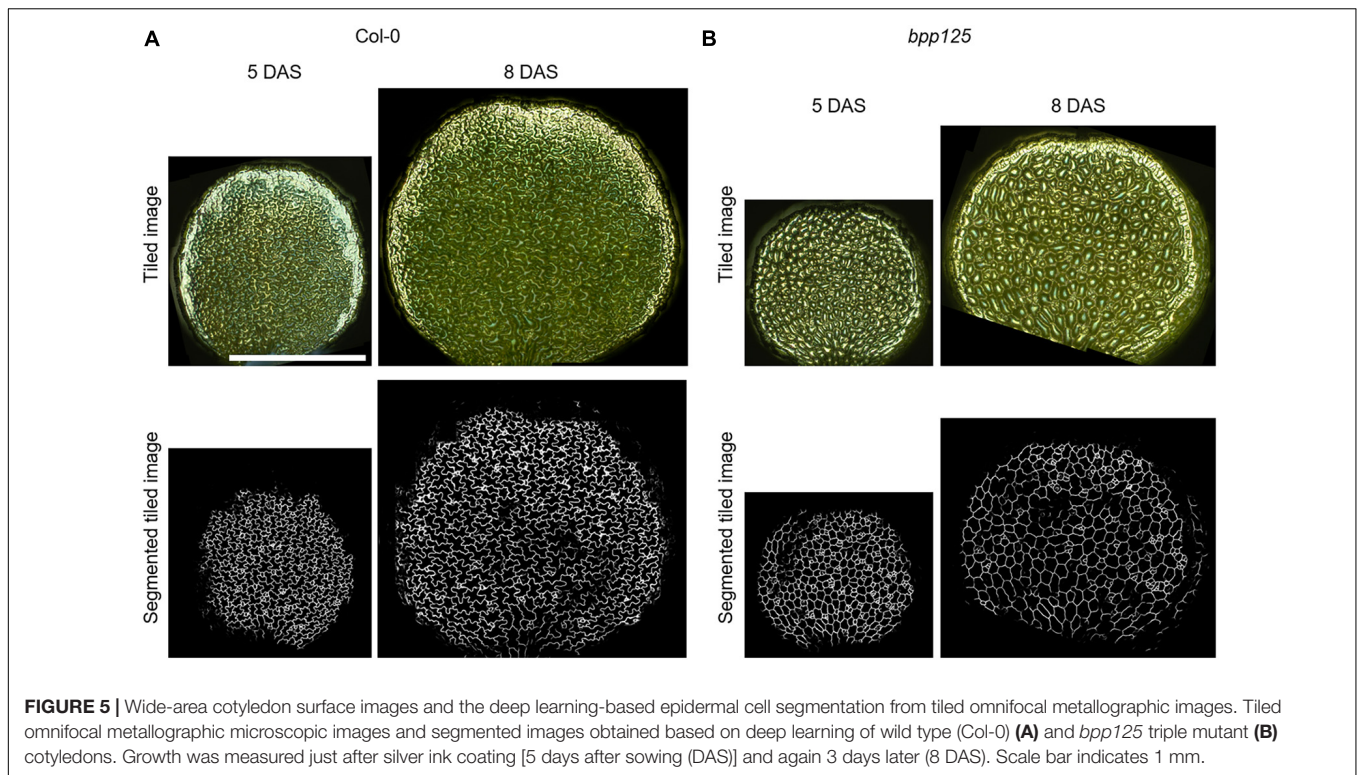 A
Col-0
B
bpp125
5 DAS
8 DAS
5 DAS
8 DAS
Tiled image
Tiled image
Segmented tiled image
Segmented tiled image
FIGURE 5 | Wide-area cotyledon surface images and the deep learning-based epidermal cell segmentation from tiled omnifocal metallographic images. Tiled
omnifocal metallographic microscopic images and segmented images obtained based on deep learning of wild type (Col-0) (A) and bpp125 triple mutant (B)
cotyledons. Growth was measured just after silver ink coating [5 days after sowing (DAS)] and again 3 days later (8 DAS). Scale bar indicates 1 mm.